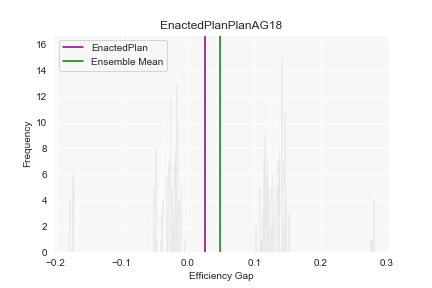 EnactedPlanPlanAG18
EnactedPlan
Ensemble Mean
Frequency
16
14
12
10
8
6
4
2
0
−0.2 −0.1 0.0 0.1 0.2 0.3
Efficiency Gap